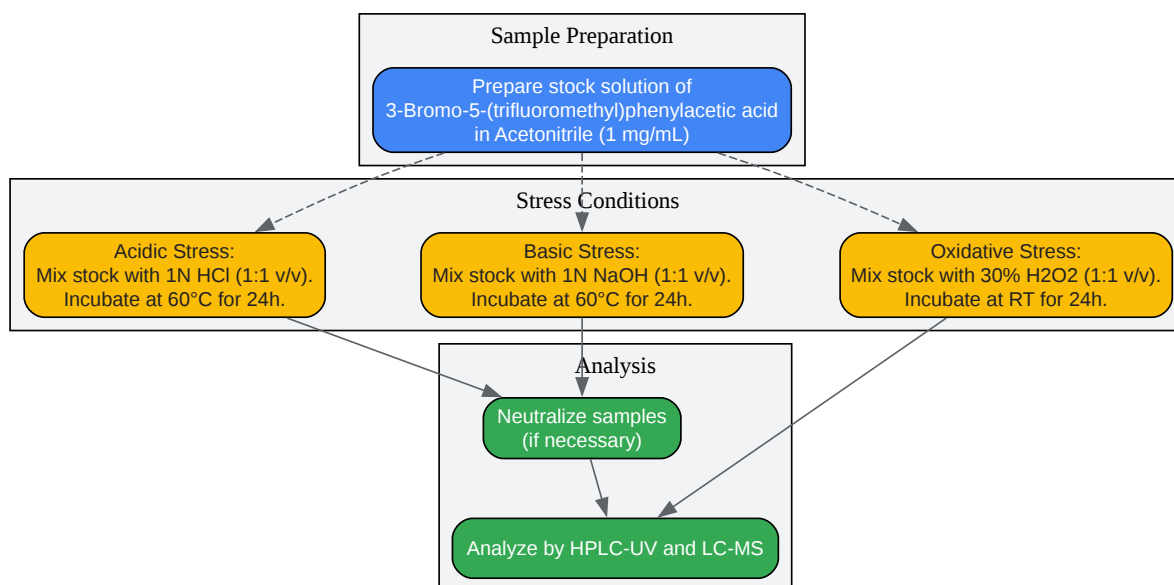 Sample Preparation
Prepare stock solution of
3-Bromo-5-(trifluoromethyl)phenylacetic acid
in Acetonitrile (1 mg/mL)
Stress Conditions
Acidic Stress:
Mix stock with 1N HCl (1:1 v/v).
Incubate at 60°C for 24h.
Basic Stress:
Mix stock with 1N NaOH (1:1 v/v).
Incubate at 60°C for 24h.
Oxidative Stress:
Mix stock with 30% H2O2 (1:1 v/v).
Incubate at RT for 24h.
Analysis
Neutralize samples
(if necessary)
Analyze by HPLC-UV and LC-MS